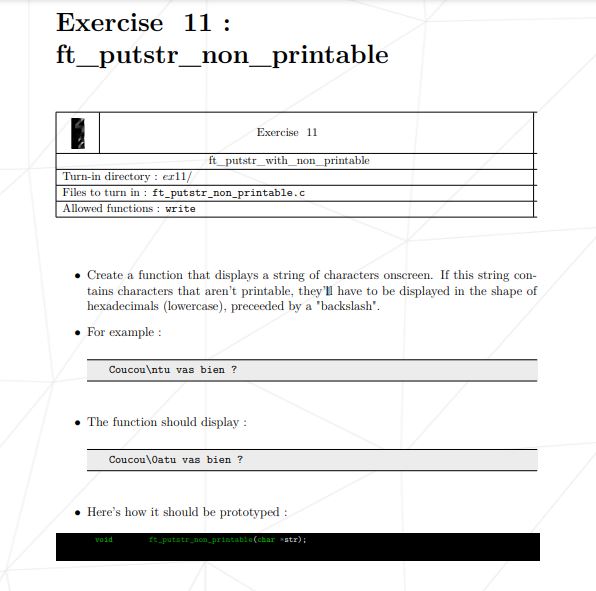 Exercise 11 :
ft_putstr_non_printable
Exercise 11
ft_putstr_with_non_printable
Turn-in directory : ex11/
Files to turn in : ft_putstr_non_printable.c
Allowed functions : write
• Create a function that displays a string of characters onscreen. If this string con-
tains characters that aren't printable, they'll have to be displayed in the shape of
hexadecimals (lowercase), preceeded by a "backslash".
• For example :
Coucou\ntu vas bien ?
• The function should display :
Coucou\0atu vas bien ?
• Here's how it should be prototyped :
void ft_putstr_non_printable(char *str);